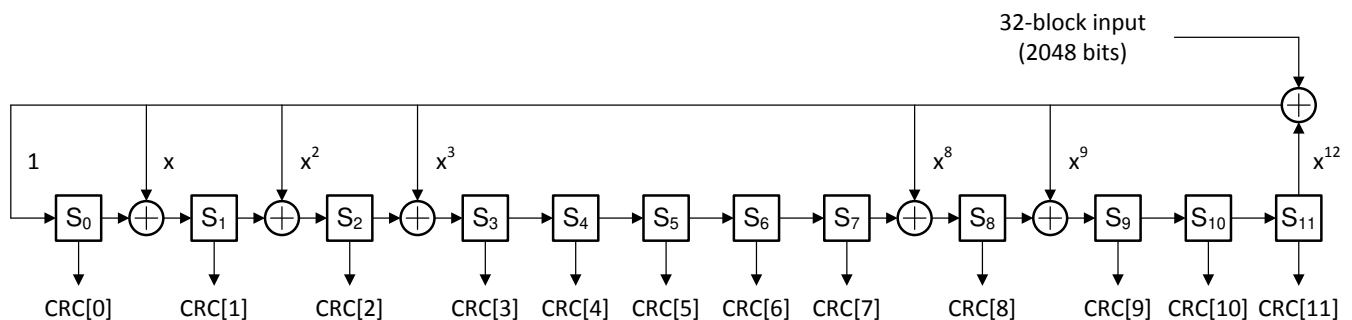 32-block input
(2048 bits)
1 x x² x³ x⁸ x⁹ x¹²
S₀ S₁ S₂ S₃ S₄ S₅ S₆ S₇ S₈ S₉ S₁₀ S₁₁
CRC[0] CRC[1] CRC[2] CRC[3] CRC[4] CRC[5] CRC[6] CRC[7] CRC[8] CRC[9] CRC[10] CRC[11]